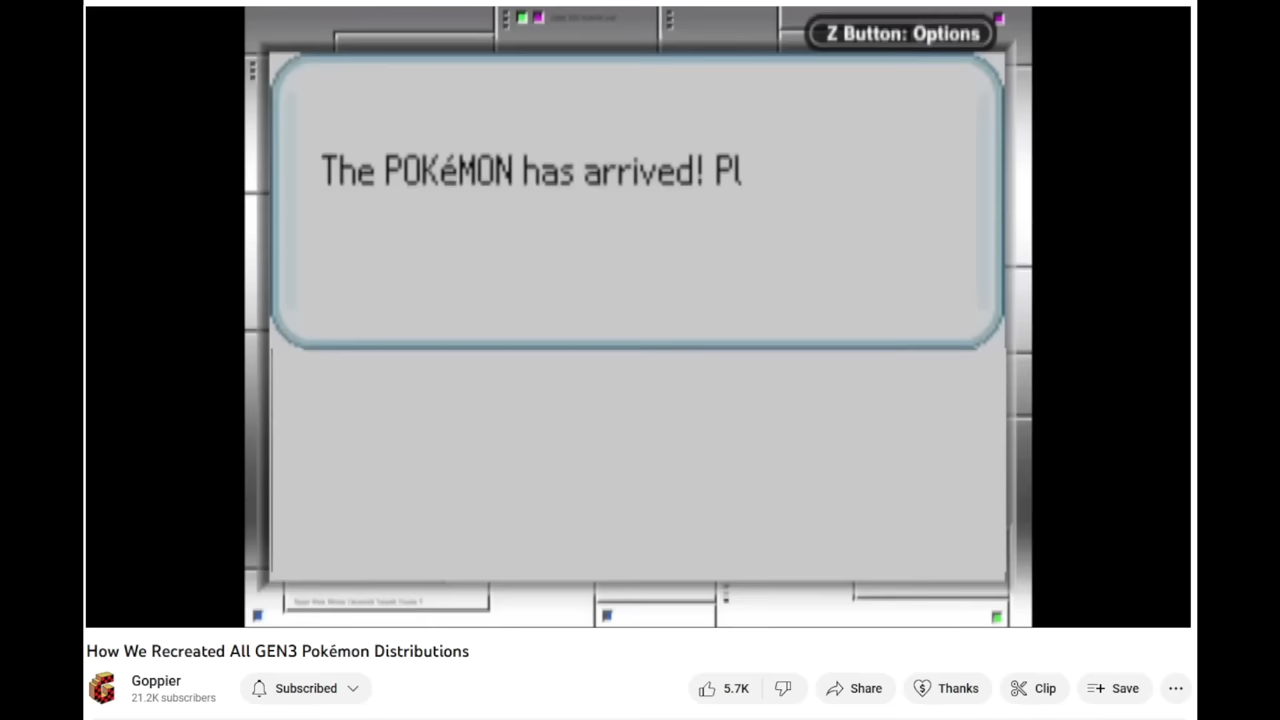 Z Button: Options
The POKéMON has arrived! Pl
How We Recreated All GEN3 Pokémon Distributions
Goppier
21.2K subscribers
Subscribed
5.7K
Share
Thanks
Clip
Save